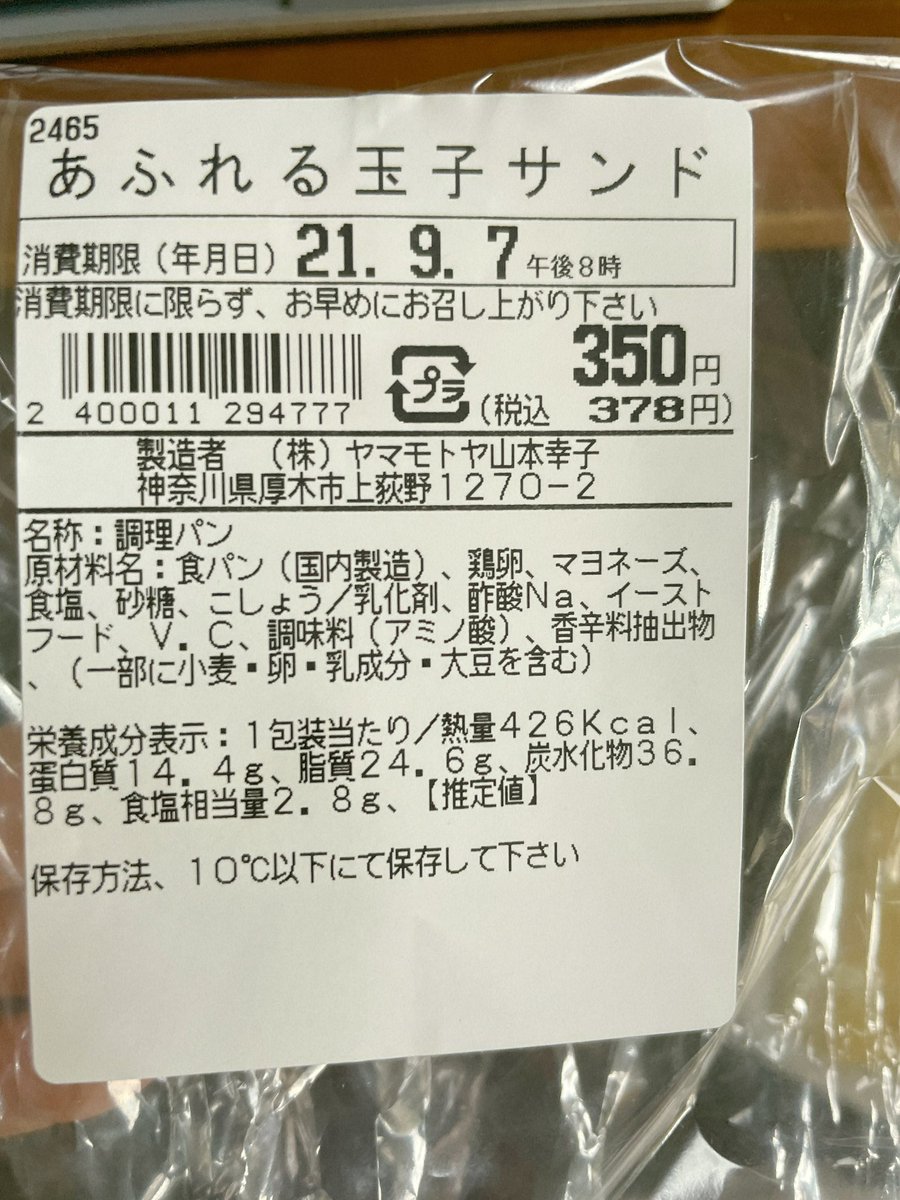 2465
あふれる玉子サンド
消費期限（年月日）21.9.7午後8時
消費期限に限らず、お早めにお召し上がり下さい
350円
2 400011 294777
プラ
（税込 378円）
製造者 （株）ヤマモトヤ山本幸子
神奈川県厚木市上荻野1270-2
名称：調理パン
原材料名：食パン（国内製造）、鶏卵、マヨネーズ、
食塩、砂糖、こしょう／乳化剤、酢酸Na、イースト
フード、V．C、調味料（アミノ酸）、香辛料抽出物
、（一部に小麦・卵・乳成分・大豆を含む）
栄養成分表示：1包装当たり／熱量426Kcal、
蛋白質14．4g、脂質24．6g、炭水化物36．
8g、食塩相当量2．8g、【推定値】
保存方法、10℃以下にて保存して下さい